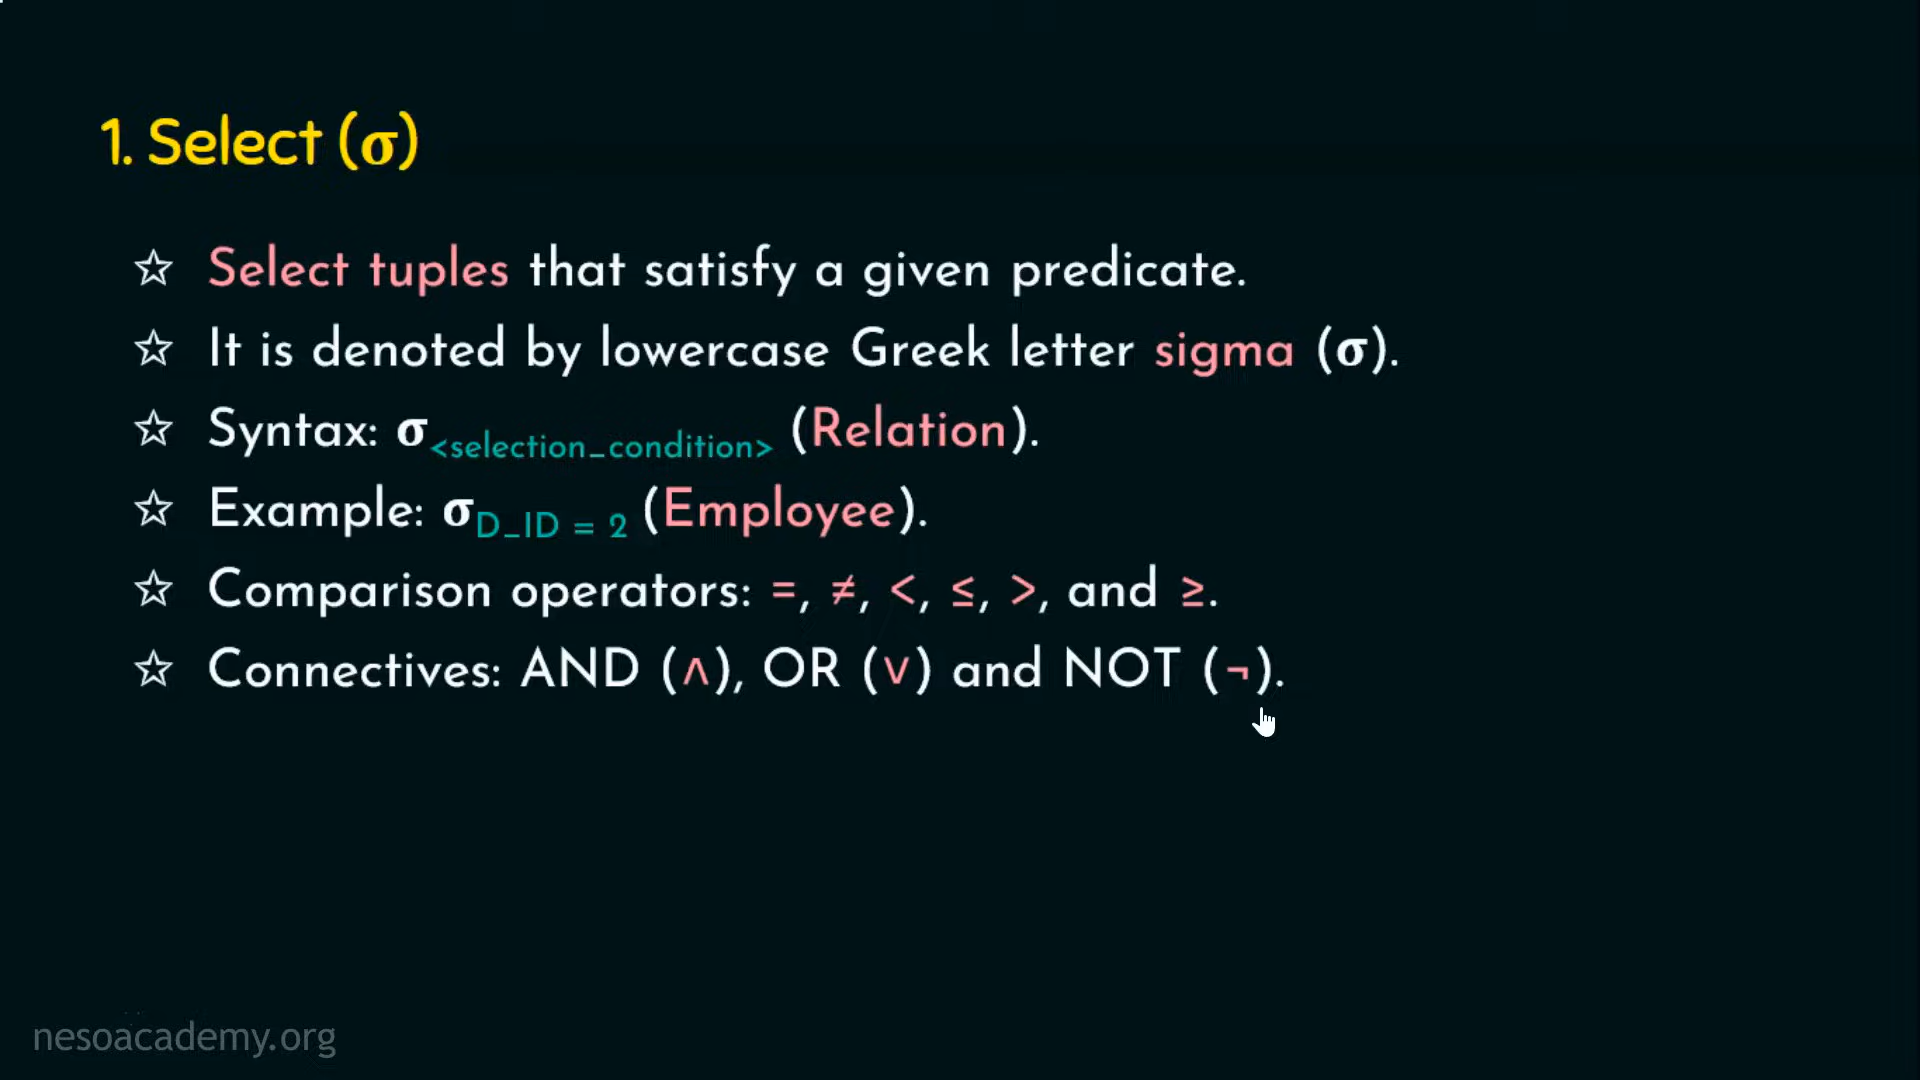 1. Select (σ)
☆ Select tuples that satisfy a given predicate.
☆ It is denoted by lowercase Greek letter sigma (σ).
☆ Syntax: σ<selection_condition> (Relation).
☆ Example: σD_ID = 2 (Employee).
☆ Comparison operators: =, ≠, <, ≤, >, and ≥.
☆ Connectives: AND (∧), OR (∨) and NOT (¬).
nesoacademy.org